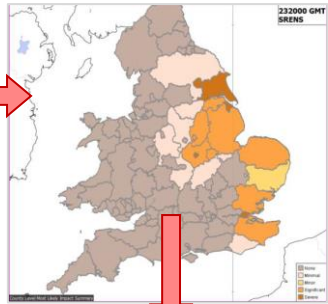 232000 GMT
SRENS
None
Minimal
Minor
Significant
Severe
County Level Most Likely Impact Summary